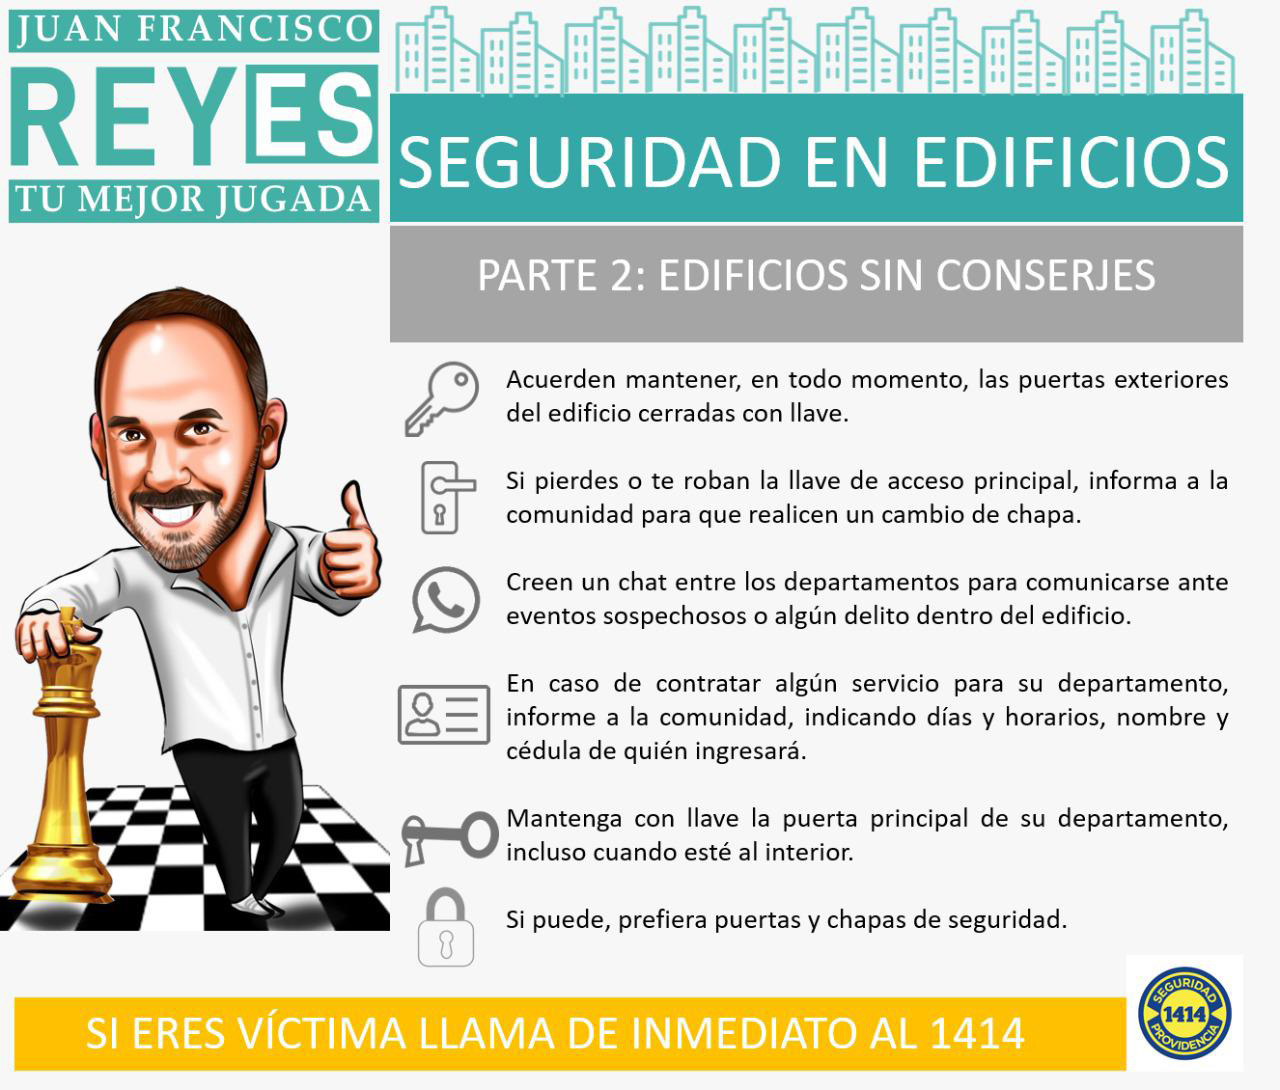 JUAN FRANCISCO
REYES
TU MEJOR JUGADA
SEGURIDAD EN EDIFICIOS
PARTE 2: EDIFICIOS SIN CONSERJES
Acuerden mantener, en todo momento, las puertas exteriores
del edificio cerradas con llave.
Si pierdes o te roban la llave de acceso principal, informa a la
comunidad para que realicen un cambio de chapa.
Creen un chat entre los departamentos para comunicarse ante
eventos sospechosos o algún delito dentro del edificio.
En caso de contratar algún servicio para su departamento,
informe a la comunidad, indicando días y horarios, nombre y
cédula de quién ingresará.
Mantenga con llave la puerta principal de su departamento,
incluso cuando esté al interior.
Si puede, prefiera puertas y chapas de seguridad.
SI ERES VÍCTIMA LLAMA DE INMEDIATO AL 1414
SEGURIDAD
1414
PROVIDENCIA